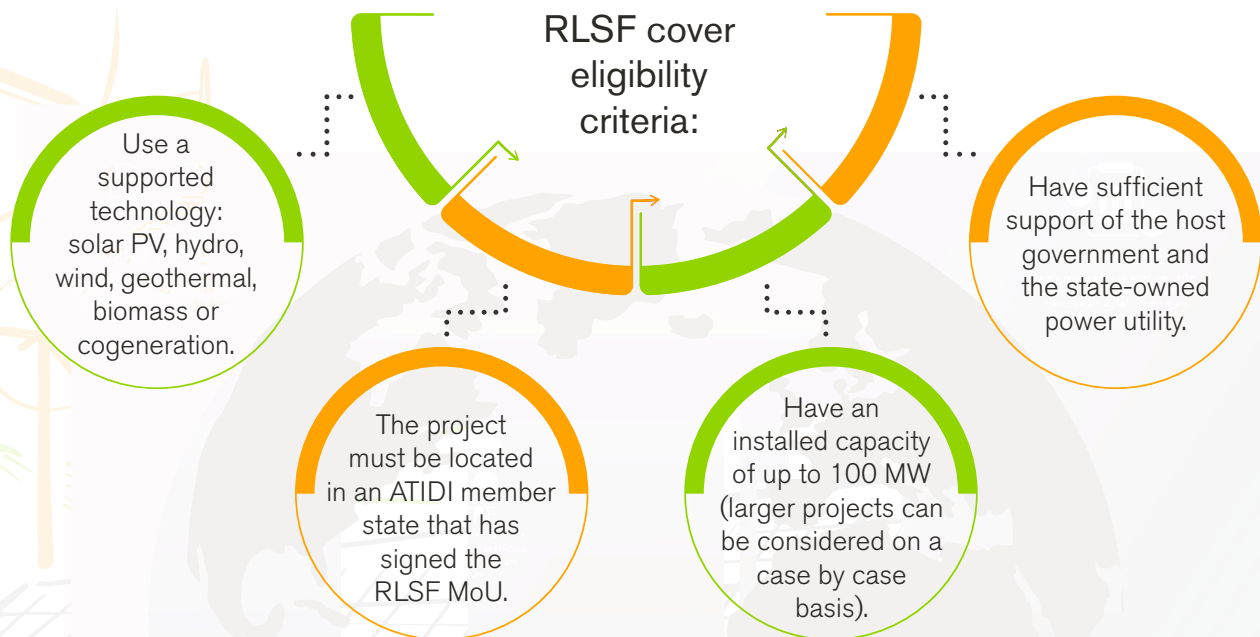 RLSF cover
eligibility
criteria:
Use a
supported
technology:
solar PV, hydro,
wind, geothermal,
biomass or
cogeneration.
The project
must be located
in an ATIDI member
state that has
signed the
RLSF MoU.
Have an
installed capacity
of up to 100 MW
(larger projects can
be considered on a
case by case
basis).
Have sufficient
support of the host
government and
the state-owned
power utility.